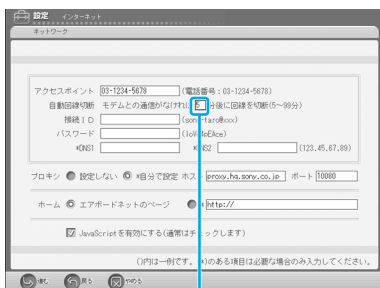 設定 インターネット
ネットワーク
アクセスポイント 03-1234-5678 (電話番号:03-1234-5678)
自動回線切断 モデムとの通信がなければ 5 分後に回線を切断(5~99分)
接続ID (sony-taro@xxx)
パスワード
*DNS1 *DNS2 (123.45.67.89)
プロキシ 設定しない *自分で設定 ホスト proxy.ha.sony.co.jp ポート 10080
ホーム エアボードネットのページ * http://
JavaScriptを有効にする(通常はチェックします)
()内は一例です。*のある項目は必要な場合のみ入力してください。
進む 戻る やめる